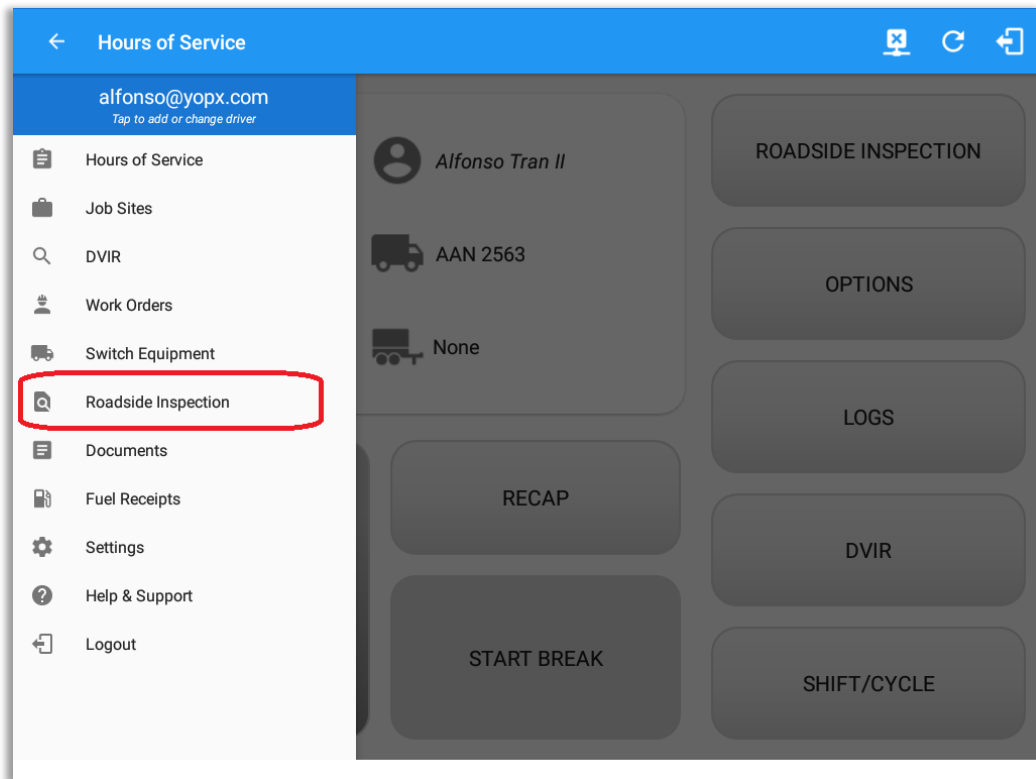 Hours of Service
alfonso@yopx.com
Tap to add or change driver
Hours of Service
Job Sites
DVIR
Work Orders
Switch Equipment
Roadside Inspection
Documents
Fuel Receipts
Settings
Help & Support
Logout
Alfonso Tran II
AAN 2563
None
RECAP
START BREAK
ROADSIDE INSPECTION
OPTIONS
LOGS
DVIR
SHIFT/CYCLE